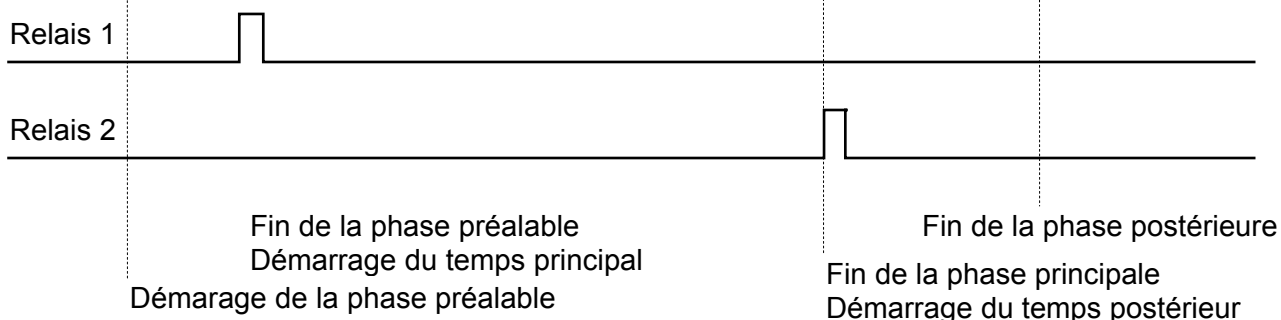 Relais 1
Relais 2
Fin de la phase préalable
Démarrage du temps principal
Démarage de la phase préalable
Fin de la phase postérieure
Fin de la phase principale
Démarrage du temps postérieur